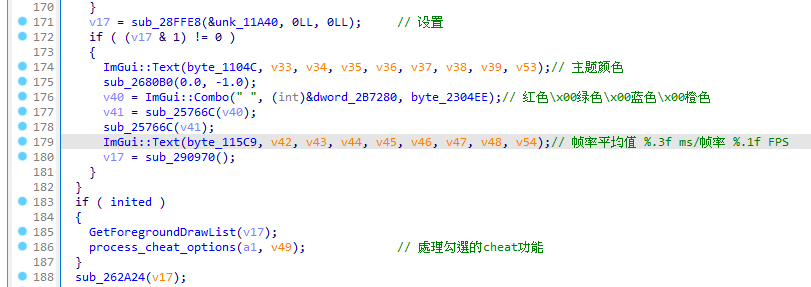 170 }
171 v17 = sub_28FFE8(&unk_11A40, 0LL, 0LL); // 设置
172 if ( (v17 & 1) != 0 )
173 {
174 ImGui::Text(byte_1104C, v33, v34, v35, v36, v37, v38, v39, v53);// 主题颜色
175 sub_2680B0(0.0, -1.0);
176 v40 = ImGui::Combo(" ", (int)&dword_2B7280, byte_2304EE);// 红色\x00绿色\x00蓝色\x00橙色
177 v41 = sub_25766C(v40);
178 sub_25766C(v41);
179 ImGui::Text(byte_115C9, v42, v43, v44, v45, v46, v47, v48, v54);// 帧率平均值 %.3f ms/帧率 %.1f FPS
180 v17 = sub_290970();
181 }
182 }
183 if ( inited )
184 {
185 GetForegroundDrawList(v17);
186 process_cheat_options(a1, v49); // 處理勾選的cheat功能
187 }
188 sub_262A24(v17);